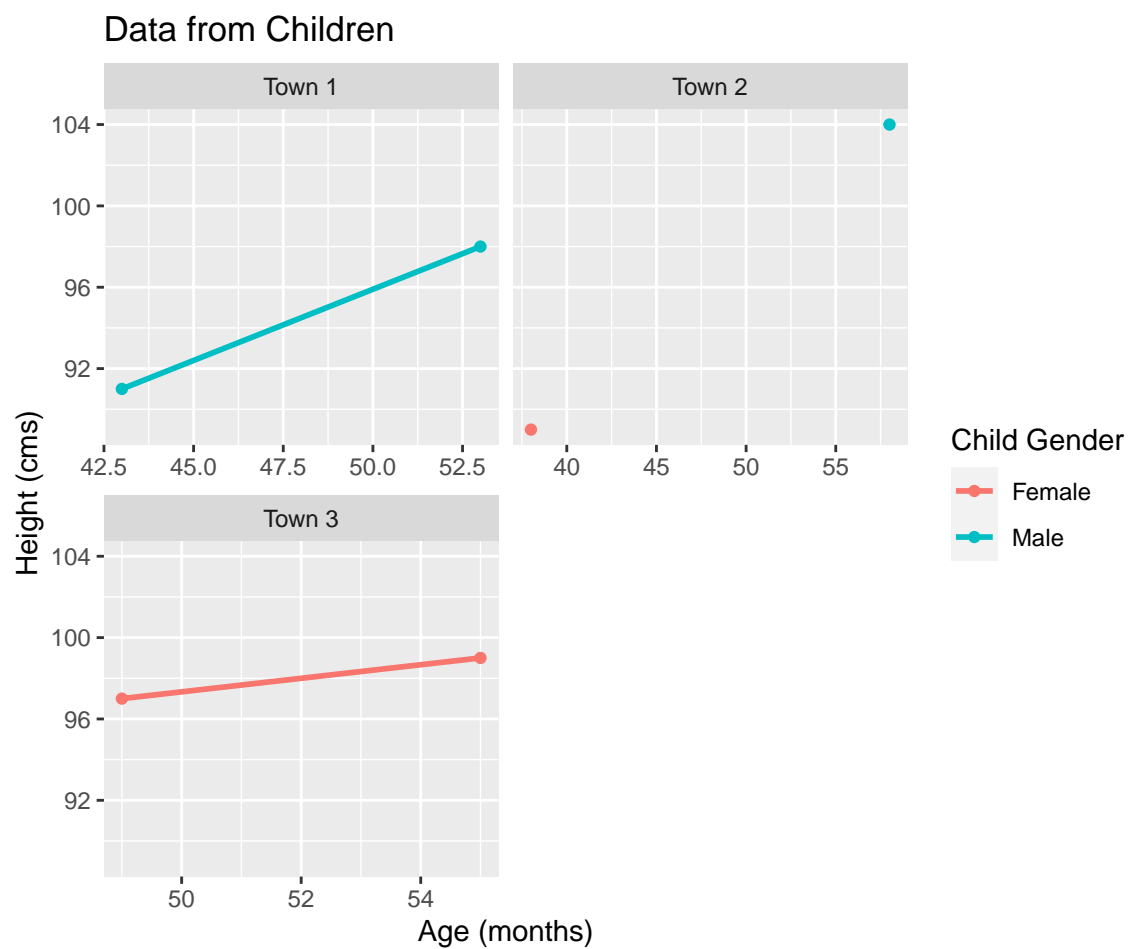 Data from Children
Town 1
Town 2
104
100
96
92
42.5 45.0 47.5 50.0 52.5
40 45 50 55
Height (cms)
Town 3
104
100
96
92
50 52 54
Age (months)
Child Gender
Female
Male